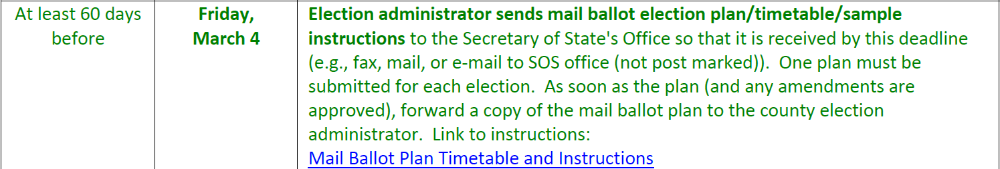 At least 60 days
before
Friday,
March 4
Election administrator sends mail ballot election plan/timetable/sample
instructions to the Secretary of State's Office so that it is received by this deadline
(e.g., fax, mail, or e-mail to SOS office (not post marked)).  One plan must be
submitted for each election.  As soon as the plan (and any amendments are
approved), forward a copy of the mail ballot plan to the county election
administrator.  Link to instructions:
Mail Ballot Plan Timetable and Instructions